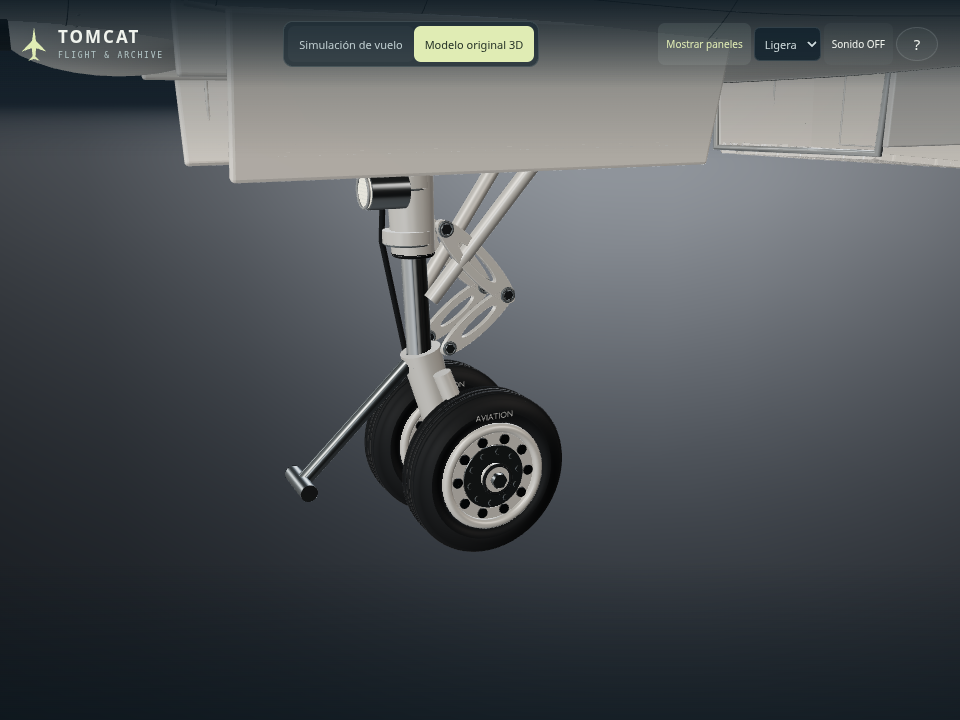 TOMCAT
FLIGHT & ARCHIVE
Simulación de vuelo
Modelo original 3D
Mostrar paneles
Ligera
Sonido OFF
?
AVIATION